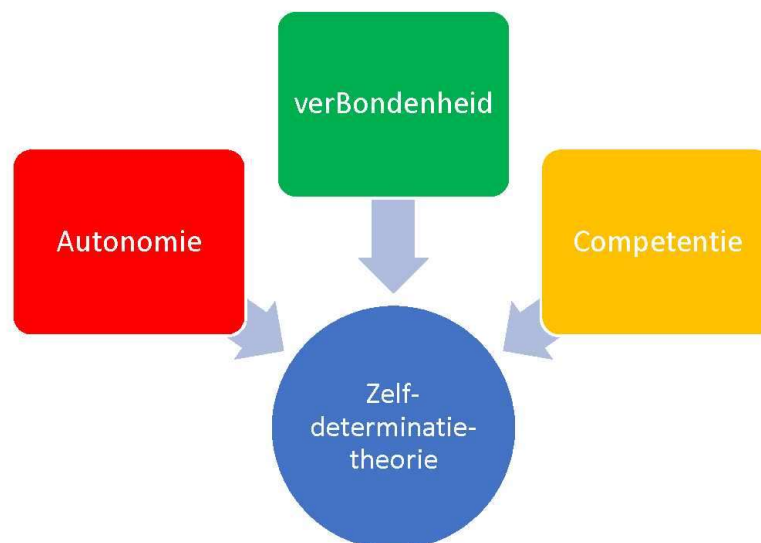 verBondenheid
Autonomie
Competentie
Zelf-
determinatie-
theorie